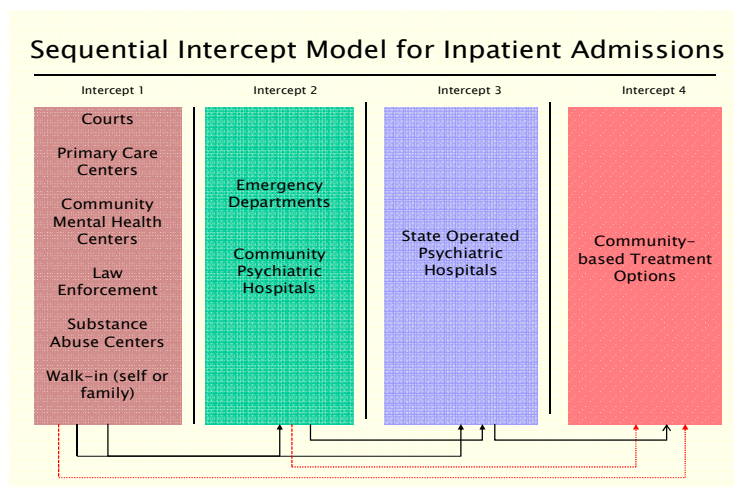 Sequential Intercept Model for Inpatient Admissions
Intercept 1
Intercept 2
Intercept 3
Intercept 4
Courts
Primary Care
Centers
Community
Mental Health
Centers
Law
Enforcement
Substance
Abuse Centers
Walk-in (self or
family)
Emergency
Departments
Community
Psychiatric
Hospitals
State Operated
Psychiatric
Hospitals
Community-
based Treatment
Options